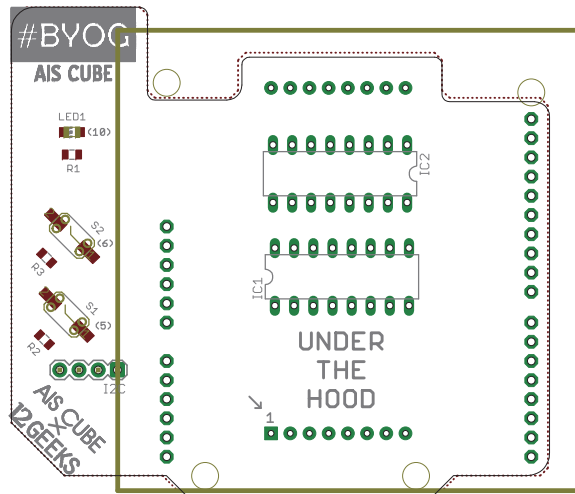 #BYOG
AIS CUBE
LED1
(10)
R1
IC2
S2
(6)
R3
IC1
S1
(5)
R2
UNDER
THE
HOOD
I2C
1
AIS CUBE
X
12GEEKS